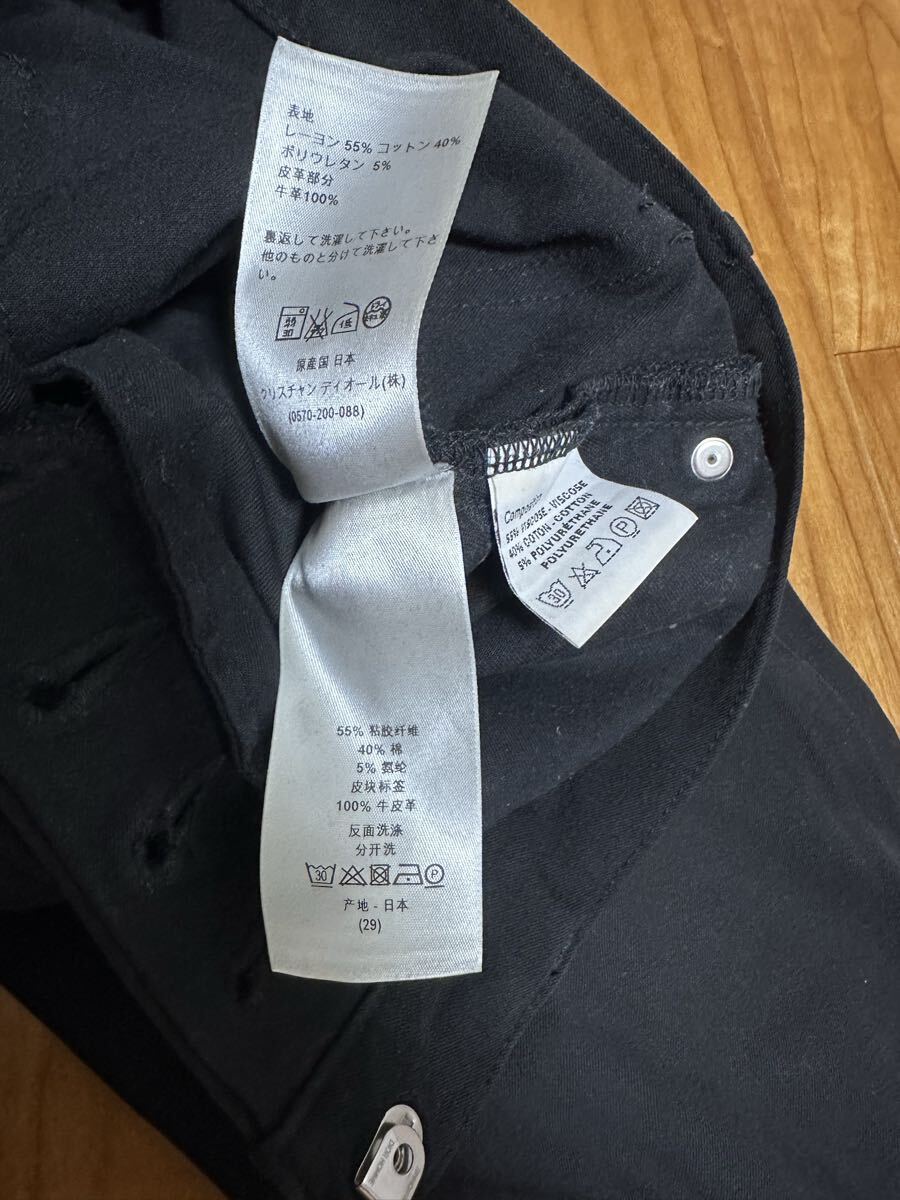 表地
レーヨン 55% コットン 40%
ポリウレタン 5%
皮革部分
牛革100%
裏返して洗濯して下さい。
他のものと分けて洗濯して下さ
い。
原産国 日本
クリスチャン ディオール(株)
(0570-200-088)
55% VISCOSE - VISCOSE
40% COTON - COTTON
5% POLYURÉTHANE
POLYURETHANE
30
P
55% 粘胶纤维
40% 棉
5% 氨纶
皮块标签
100% 牛皮革
反面洗涤
分开洗
30 P
产地 - 日本
(29)